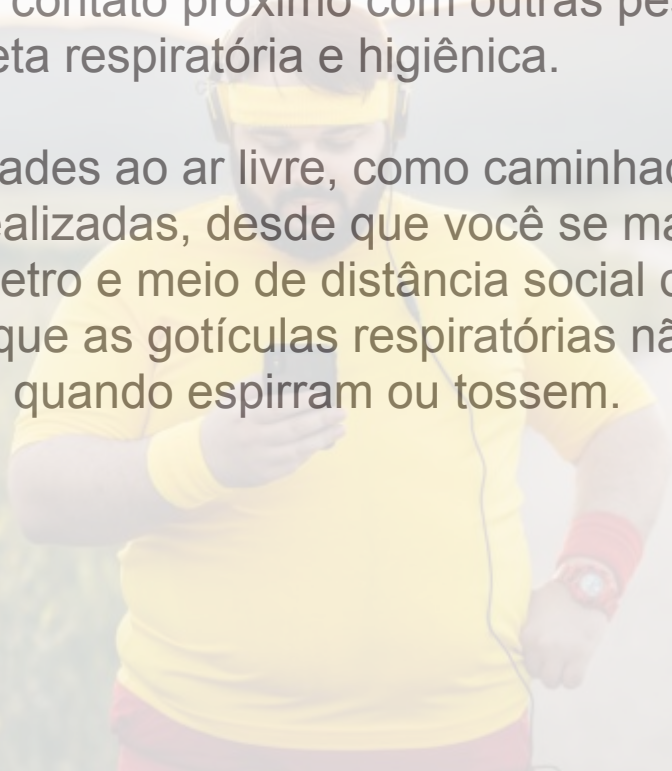 contato próximo com outras pe
eta respiratória e higiênica.
ades ao ar livre, como caminhad
ealizadas, desde que você se ma
etro e meio de distância social
que as gotículas respiratórias nã
quando espirram ou tossem.